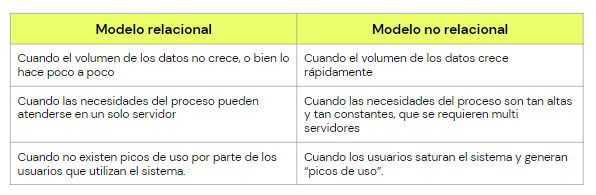 Modelo relacional
Modelo no relacional
Cuando el volumen de los datos no crece, o bien lo
hace poco a poco
Cuando el volumen de los datos crece
rápidamente
Cuando las necesidades del proceso pueden
atenderse en un solo servidor
Cuando las necesidades del proceso son tan altas
y tan constantes, que se requieren multi
servidores
Cuando no existen picos de uso por parte de los
usuarios que utilizan el sistema.
Cuando los usuarios saturan el sistema y generan
“picos de uso”.